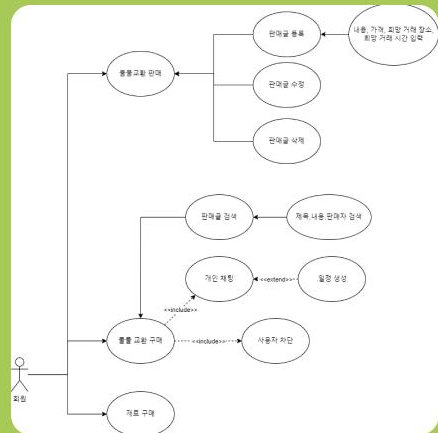 판매글 등록
내용, 가격, 희망 거래 장소,
희망 거래 시간 입력
물물교환 판매
판매글 수정
판매글 삭제
판매글 검색
제목,내용,판매자 검색
개인 채팅
<<extend>>
일정 생성
<<include>>
물물 교환 구매
<<include>>
사용자 차단
회원
재료 구매